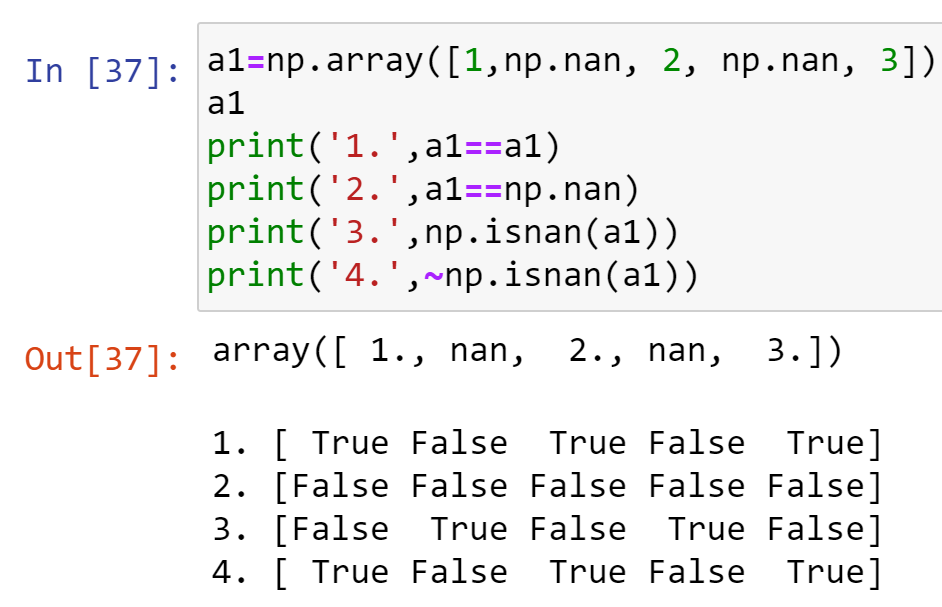 In [37]: a1=np.array([1,np.nan, 2, np.nan, 3])
a1
print('1.',a1==a1)
print('2.',a1==np.nan)
print('3.',np.isnan(a1))
print('4.',~np.isnan(a1))
Out[37]: array([ 1., nan,  2., nan,  3.])
1. [ True False  True False  True]
2. [False False False False False]
3. [False  True False  True False]
4. [ True False  True False  True]